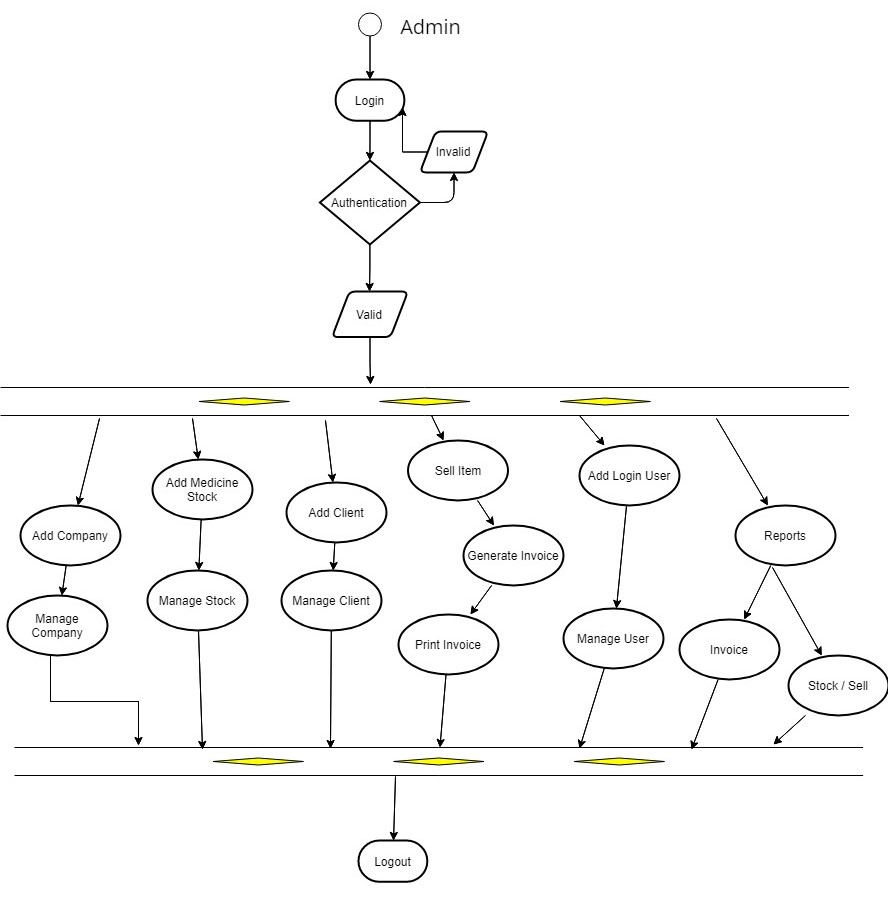 Admin
Login
Invalid
Authentication
Valid
Sell Item
Add Login User
Add Medicine
Stock
Add Client
Add Company
Reports
Generate Invoice
Manage Stock
Manage Client
Manage
Company
Print Invoice
Manage User
Invoice
Stock / Sell
Logout